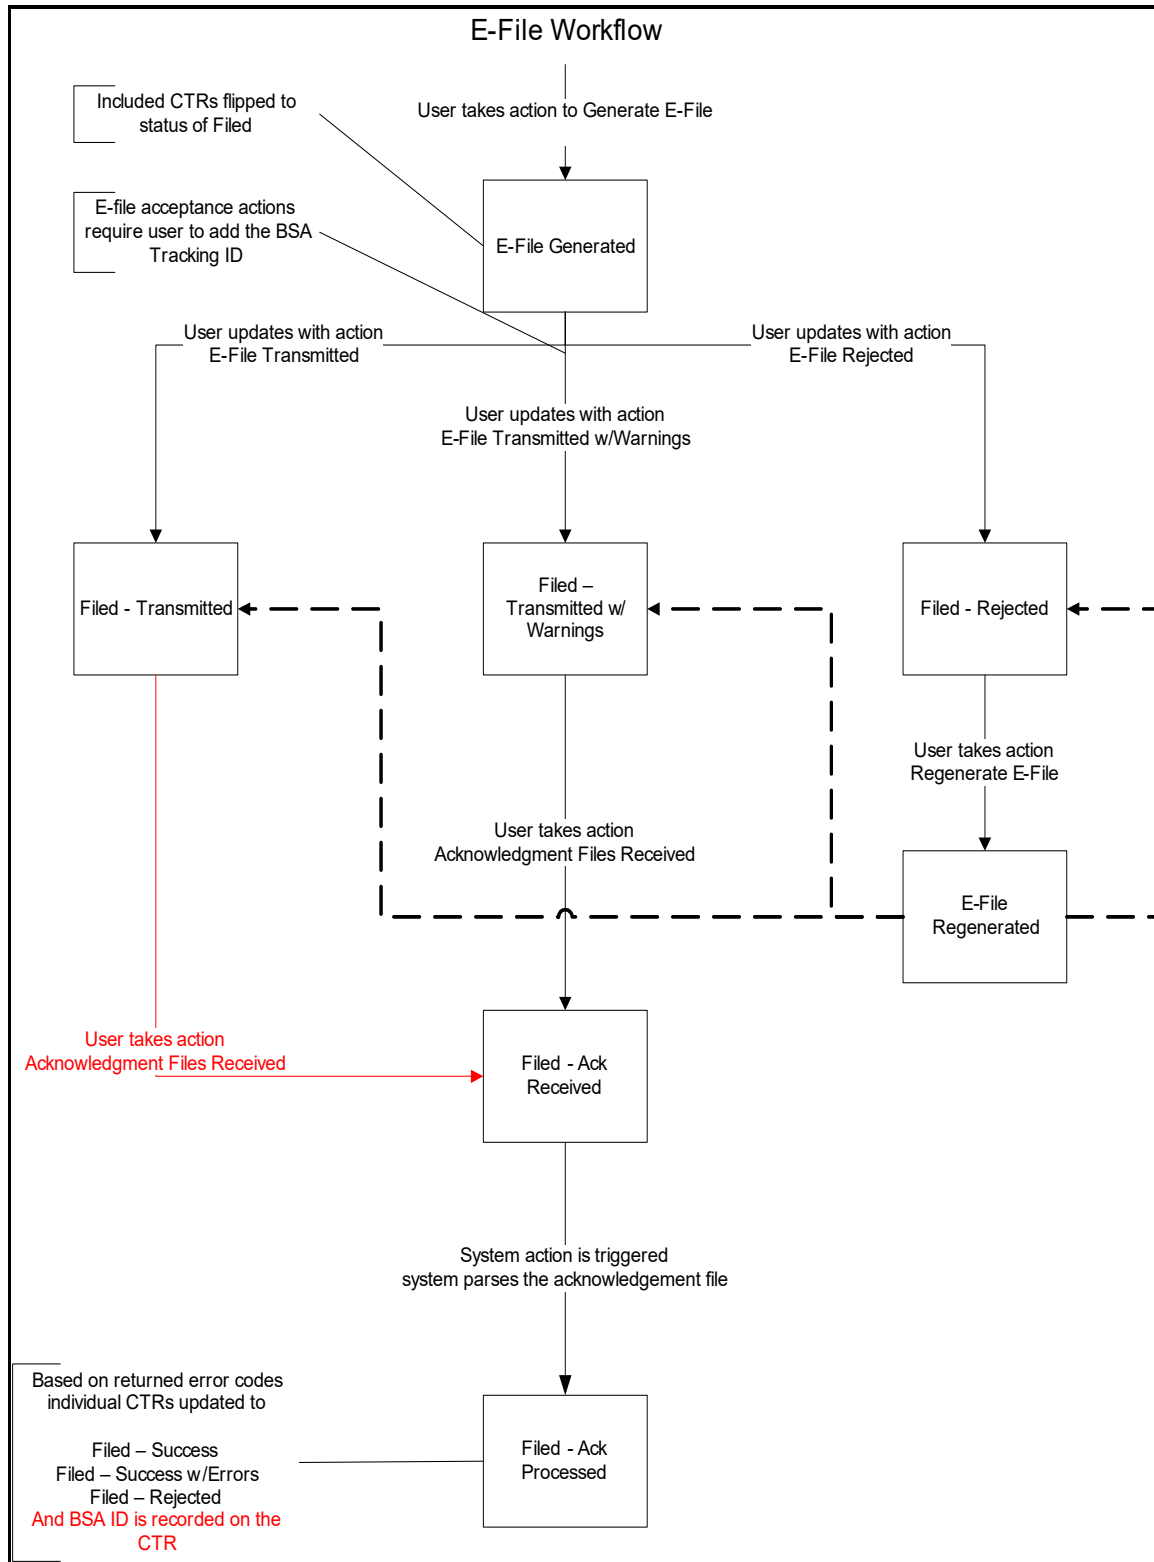 E-File Workflow
User takes action to Generate E-File
Included CTRs flipped to
status of Filed
E-file acceptance actions
require user to add the BSA
Tracking ID
E-File Generated
User updates with action
E-File Transmitted
User updates with action
E-File Rejected
User updates with action
E-File Transmitted w/Warnings
Filed - Transmitted
Filed –
Transmitted w/
Warnings
Filed - Rejected
User takes action
Regenerate E-File
User takes action
Acknowledgment Files Received
E-File
Regenerated
User takes action
Acknowledgment Files Received
Filed - Ack
Received
System action is triggered
system parses the acknowledgement file
Based on returned error codes
individual CTRs updated to
Filed – Success
Filed – Success w/Errors
Filed – Rejected
And BSA ID is recorded on the
CTR
Filed - Ack
Processed